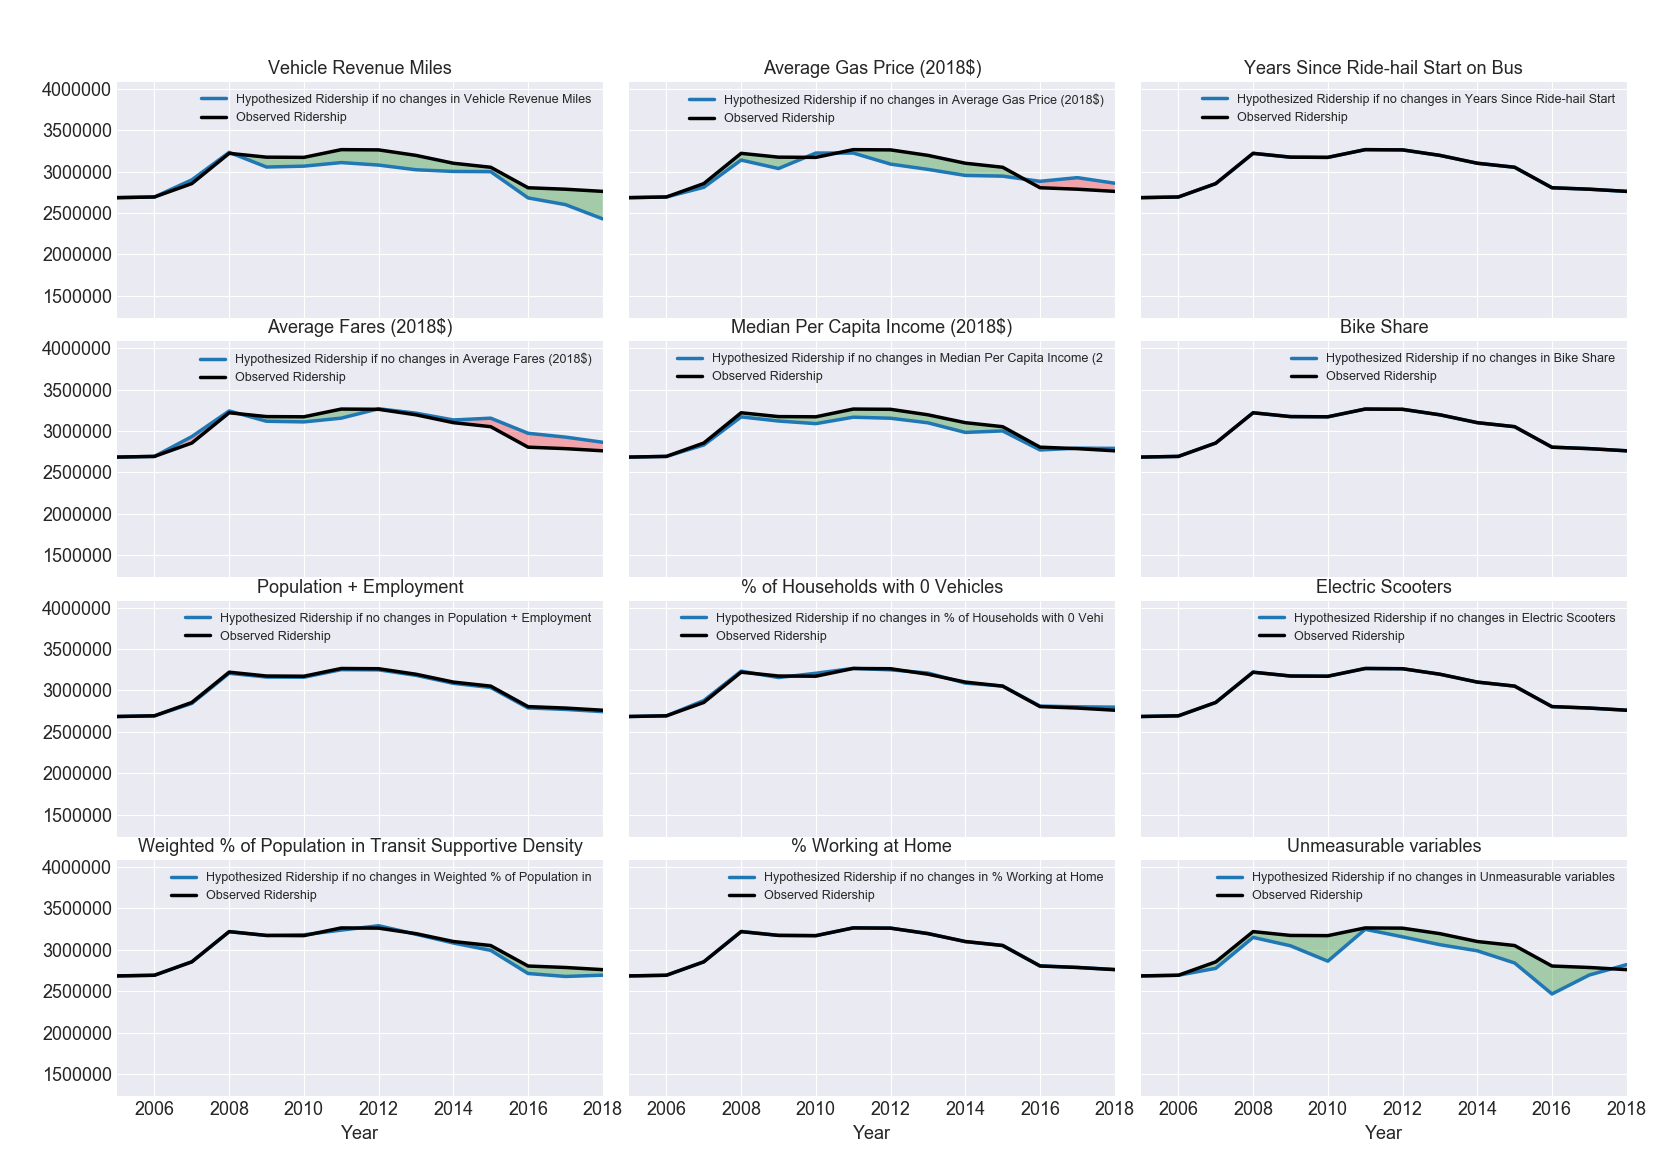 Vehicle Revenue Miles
4000000
3500000
3000000
2500000
2000000
1500000
Hypothesized Ridership if no changes in Vehicle Revenue Miles
Observed Ridership
Average Gas Price (2018$)
Hypothesized Ridership if no changes in Average Gas Price (2018$)
Observed Ridership
Years Since Ride-hail Start on Bus
Hypothesized Ridership if no changes in Years Since Ride-hail Start
Observed Ridership
Average Fares (2018$)
4000000
3500000
3000000
2500000
2000000
1500000
Hypothesized Ridership if no changes in Average Fares (2018$)
Observed Ridership
Median Per Capita Income (2018$)
Hypothesized Ridership if no changes in Median Per Capita Income (2
Observed Ridership
Bike Share
Hypothesized Ridership if no changes in Bike Share
Observed Ridership
Population + Employment
4000000
3500000
3000000
2500000
2000000
1500000
Hypothesized Ridership if no changes in Population + Employment
Observed Ridership
% of Households with 0 Vehicles
Hypothesized Ridership if no changes in % of Households with 0 Vehi
Observed Ridership
Electric Scooters
Hypothesized Ridership if no changes in Electric Scooters
Observed Ridership
Weighted % of Population in Transit Supportive Density
4000000
3500000
3000000
2500000
2000000
1500000
Hypothesized Ridership if no changes in Weighted % of Population in
Observed Ridership
2006 2008 2010 2012 2014 2016 2018
Year
% Working at Home
Hypothesized Ridership if no changes in % Working at Home
Observed Ridership
2006 2008 2010 2012 2014 2016 2018
Year
Unmeasurable variables
Hypothesized Ridership if no changes in Unmeasurable variables
Observed Ridership
2006 2008 2010 2012 2014 2016 2018
Year